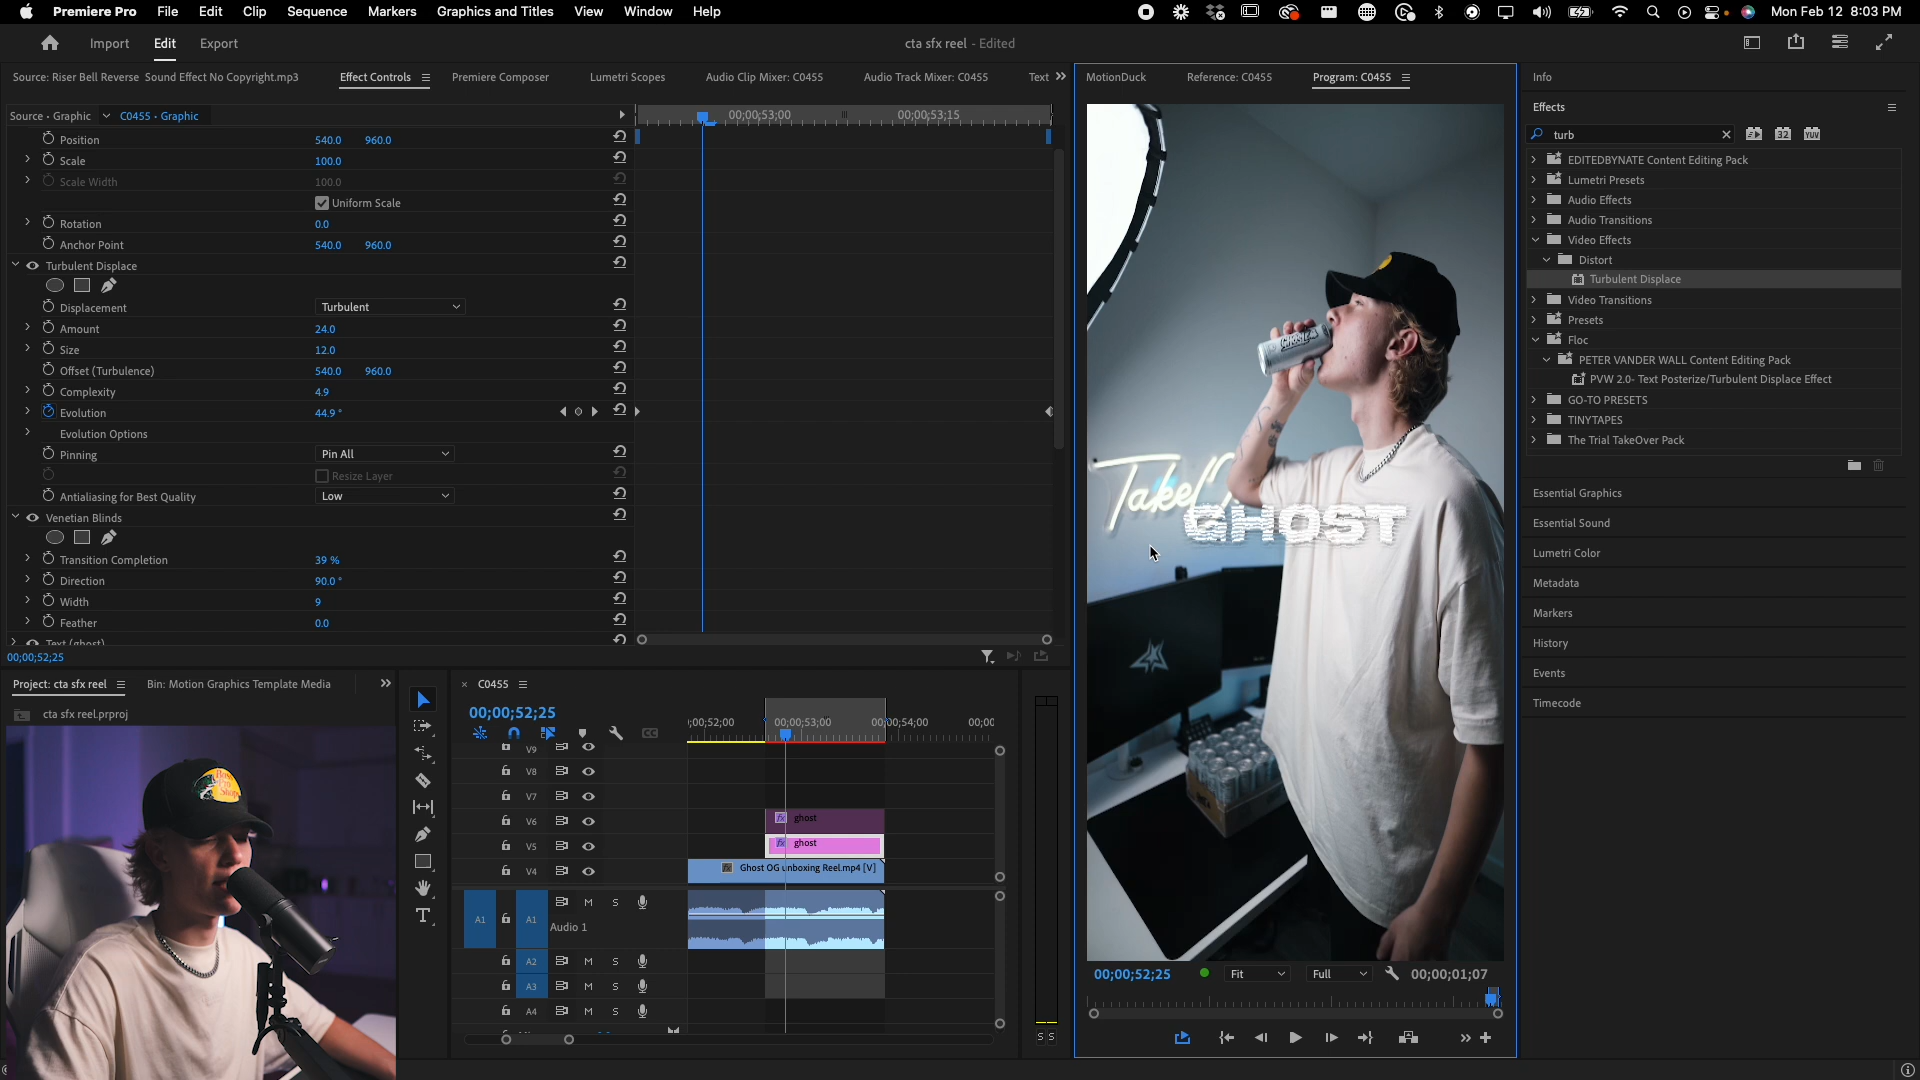 Premiere Pro File Edit Clip Sequence Markers Graphics and Titles View Window Help Mon Feb 12 8:03 PM
Import Edit Export cta sfx reel - Edited
Source: Riser Bell Reverse Sound Effect No Copyright.mp3 Effect Controls Premiere Composer Lumetri Scopes Audio Clip Mixer: C0455 Audio Track Mixer: C0455 Text
MotionDuck Reference: C0455 Program: C0455
Info
Effects
turb
Source · Graphic C0455 · Graphic 00;00;53;00 00;00;53;15
Position 540.0 960.0
Scale 100.0
Scale Width 100.0
Uniform Scale
Rotation 0.0
Anchor Point 540.0 960.0
Turbulent Displace
Displacement Turbulent
Amount 24.0
Size 12.0
Offset (Turbulence) 540.0 960.0
Complexity 4.9
Evolution 44.9 °
Evolution Options
Pinning Pin All
Resize Layer
Antialiasing for Best Quality Low
Venetian Blinds
Transition Completion 39 %
Direction 90.0 °
Width 9
Feather 0.0
Text (ghost)
00;00;52;25
GHOST
Take
GHOST
EDITEDBYNATE Content Editing Pack
Lumetri Presets
Audio Effects
Audio Transitions
Video Effects
Distort
Turbulent Displace
Video Transitions
Presets
Floc
PETER VANDER WALL Content Editing Pack
PVW 2.0- Text Posterize/Turbulent Displace Effect
GO-TO PRESETS
TINYTAPES
The Trial TakeOver Pack
Essential Graphics
Essential Sound
Lumetri Color
Metadata
Markers
History
Events
Timecode
Project: cta sfx reel Bin: Motion Graphics Template Media
cta sfx reel.prproj
Bass Pro Shops
× C0455
00;00;52;25
;00;52;00 00;00;53;00 00;00;54;00 00;00
V9
V8
V7
V6 ghost
V5 ghost
V4 Ghost OG unboxing Reel.mp4 [V]
A1 A1 M S
Audio 1
A2 M S
A3 M S
A4 M S
S S
00;00;52;25 Fit Full 00;00;01;07